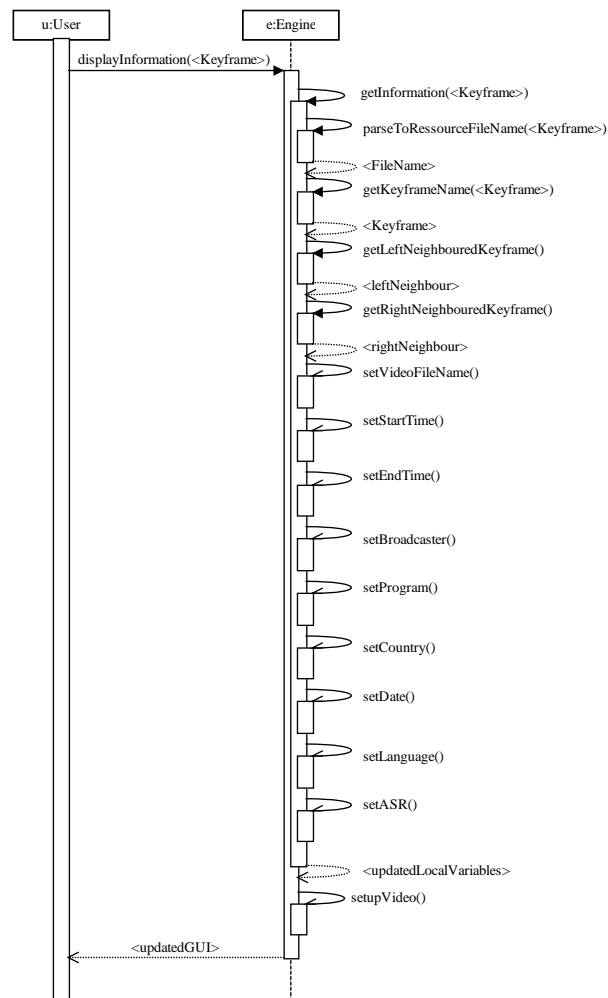 u:User
e:Engine
displayInformation(<Keyframe>)
getInformation(<Keyframe>)
parseToRessourceFileName(<Keyframe>)
<FileName>
getKeyframeName(<Keyframe>)
<Keyframe>
getLeftNeighbouredKeyframe()
<leftNeighbour>
getRightNeighbouredKeyframe()
<rightNeighbour>
setVideoFileName()
setStartTime()
setEndTime()
setBroadcaster()
setProgram()
setCountry()
setDate()
setLanguage()
setASR()
<updatedLocalVariables>
setupVideo()
<updatedGUI>